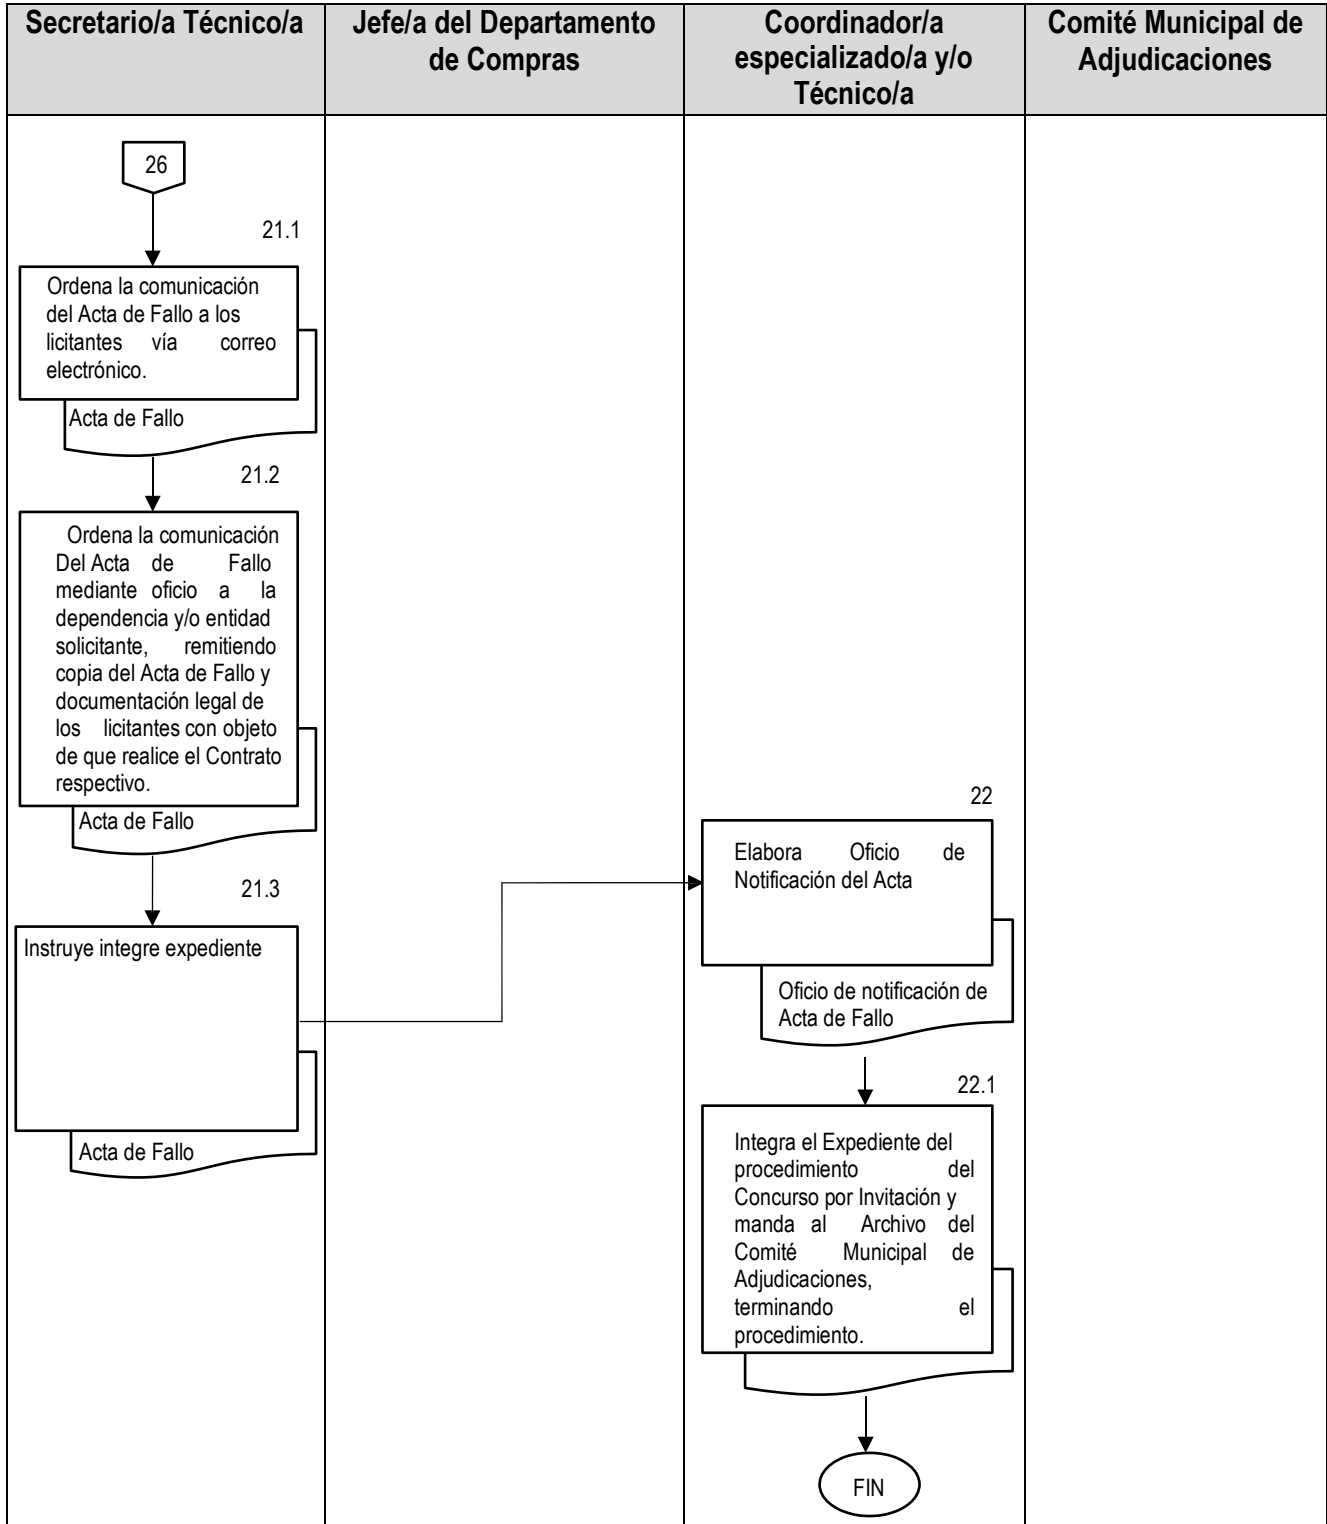 Secretario/a Técnico/a
Jefe/a del Departamento
de Compras
Coordinador/a
especializado/a y/o
Técnico/a
Comité Municipal de
Adjudicaciones
26
21.1
Ordena la comunicación
del Acta de Fallo a los
licitantes vía correo
electrónico.
Acta de Fallo
21.2
Ordena la comunicación
Del Acta de Fallo
mediante oficio a la
dependencia y/o entidad
solicitante, remitiendo
copia del Acta de Fallo y
documentación legal de
los licitantes con objeto
de que realice el Contrato
respectivo.
Acta de Fallo
21.3
Instruye integre expediente
Acta de Fallo
22
Elabora Oficio de
Notificación del Acta
Oficio de notificación de
Acta de Fallo
22.1
Integra el Expediente del
procedimiento del
Concurso por Invitación y
manda al Archivo del
Comité Municipal de
Adjudicaciones,
terminando el
procedimiento.
FIN